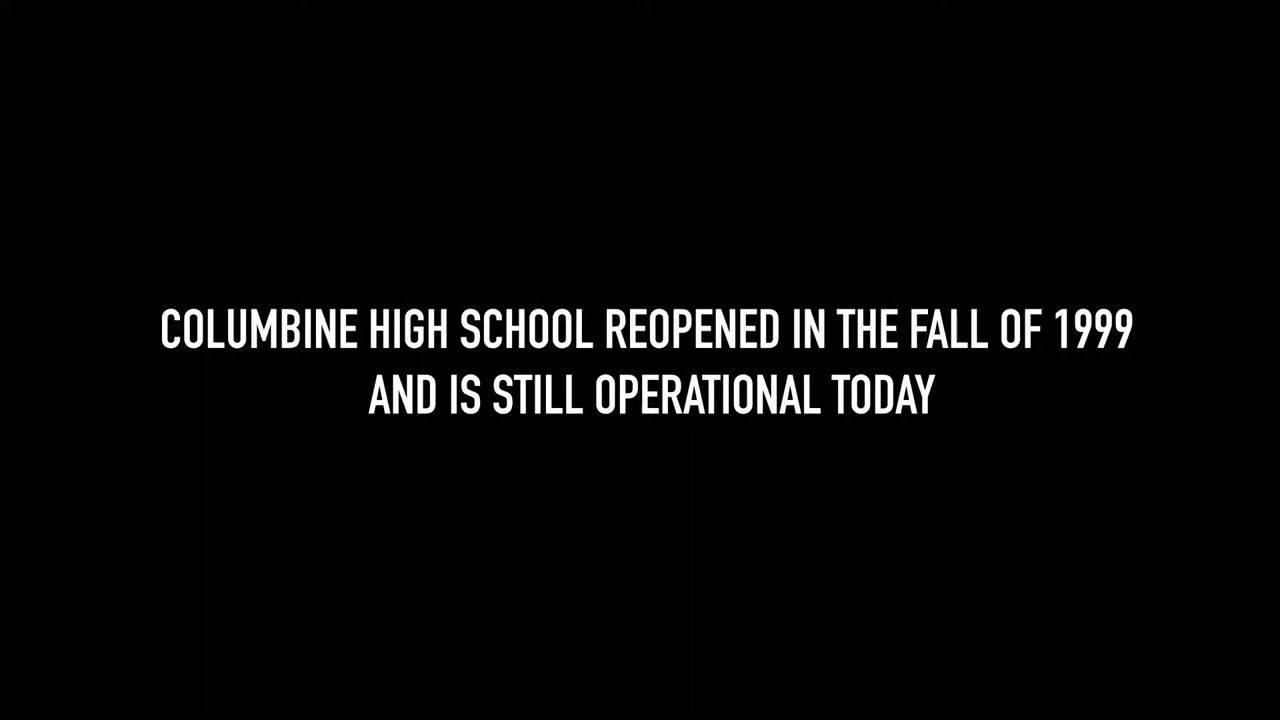 COLUMBINE HIGH SCHOOL REOPENED IN THE FALL OF 1999
AND IS STILL OPERATIONAL TODAY